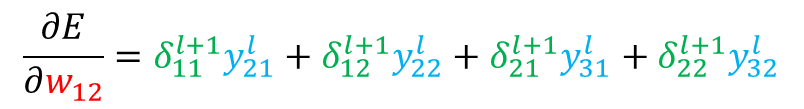 ∂E/∂w₁₂ = δ₁₁^{l+1} y₂₁^{l} + δ₁₂^{l+1} y₂₂^{l} + δ₂₁^{l+1} y₃₁^{l} + δ₂₂^{l+1} y₃₂^{l}